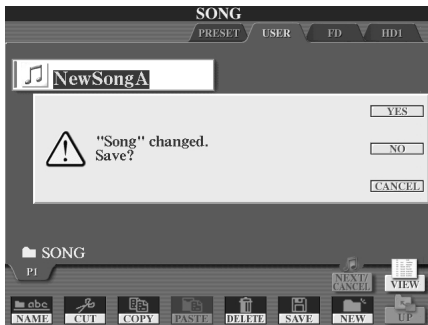 SONG
PRESET USER FD HD1
NewSongA
YES
"Song" changed.
Save?
NO
CANCEL
SONG
P1
NEXT/
CANCEL
VIEW
abc
NAME CUT COPY PASTE DELETE SAVE NEW UP